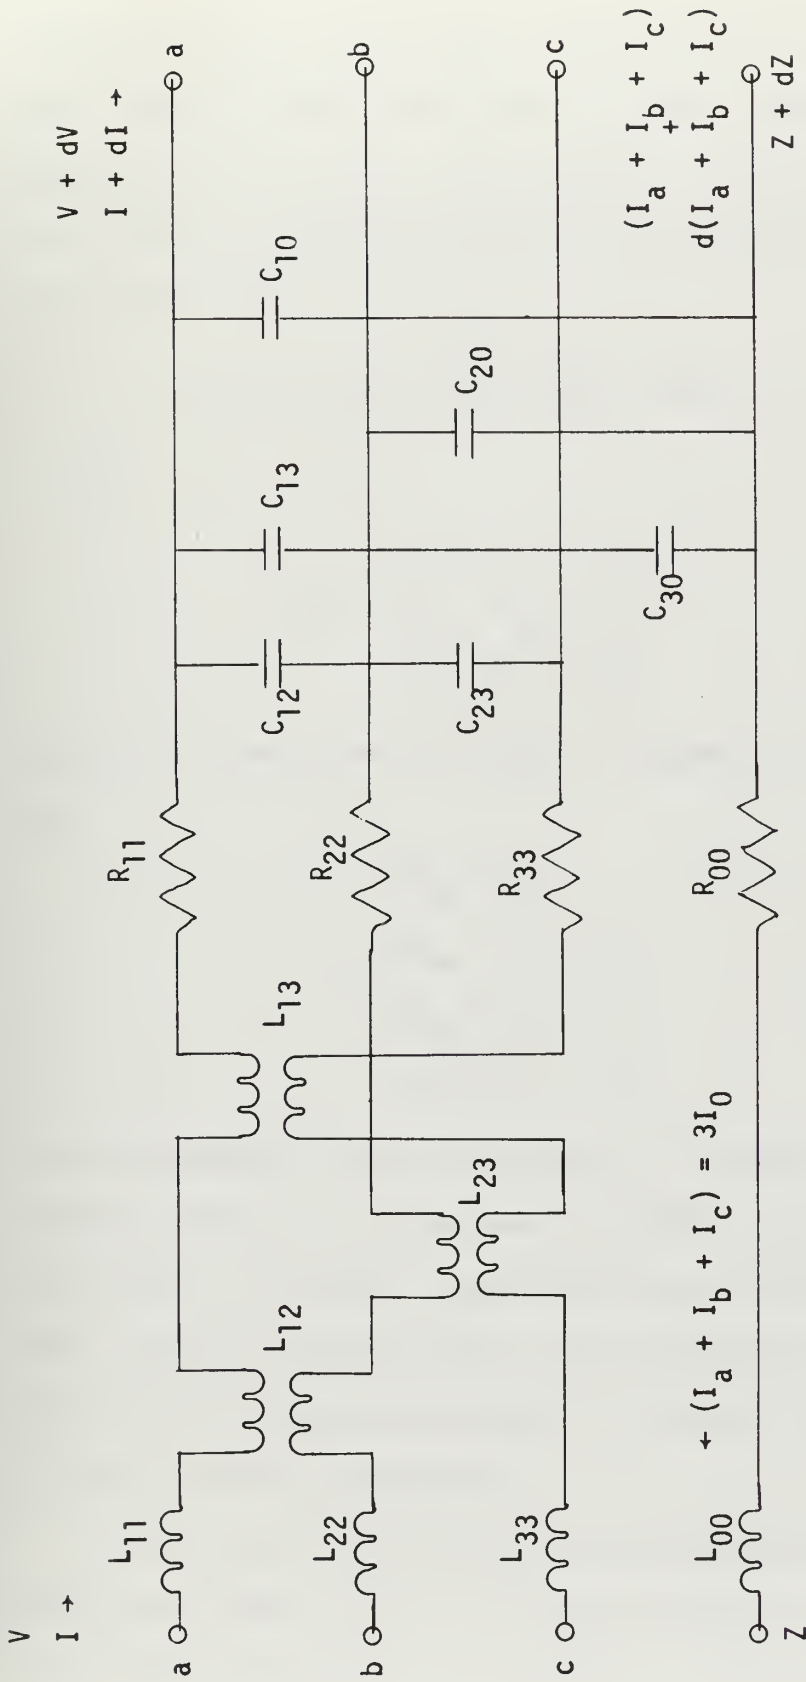 V
I →
V + dV
I + dI →
a
L11
L12
L13
R11
C12
C13
C10
a
b
L22
L23
R22
C23
C20
b
c
L33
R33
C30
c
← (Ia + Ib + Ic) = 3I0
(Ia + Ib + Ic)
+
d(Ia + Ib + Ic)
L00
R00
Z
Z + dZ